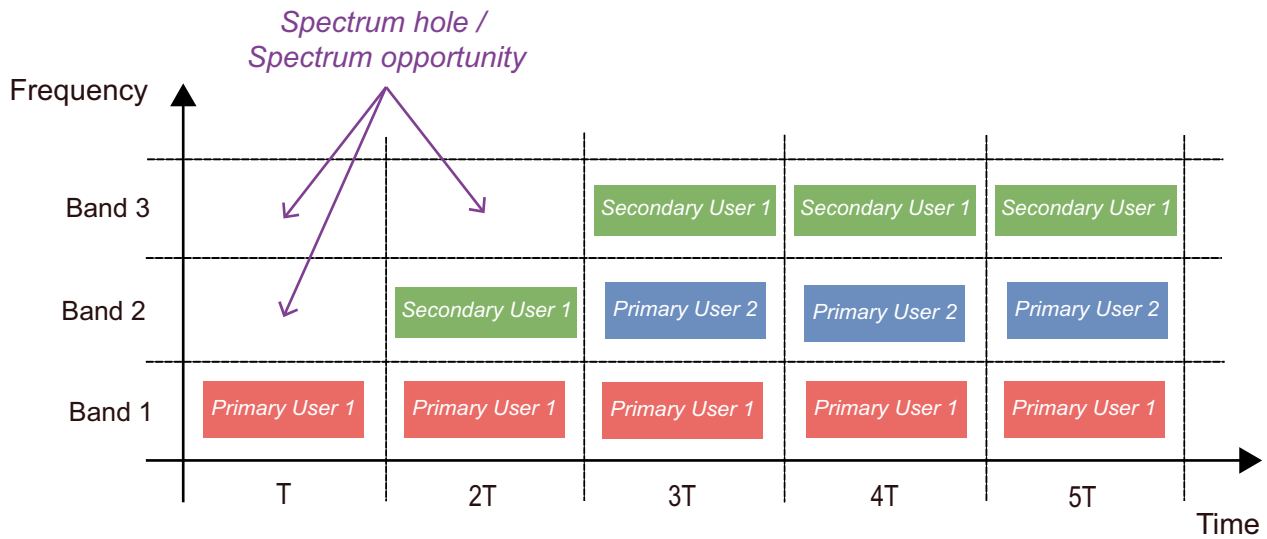 Spectrum hole /
Spectrum opportunity
Frequency
Band 3
Secondary User 1
Secondary User 1
Secondary User 1
Band 2
Secondary User 1
Primary User 2
Primary User 2
Primary User 2
Band 1
Primary User 1
Primary User 1
Primary User 1
Primary User 1
Primary User 1
T
2T
3T
4T
5T
Time